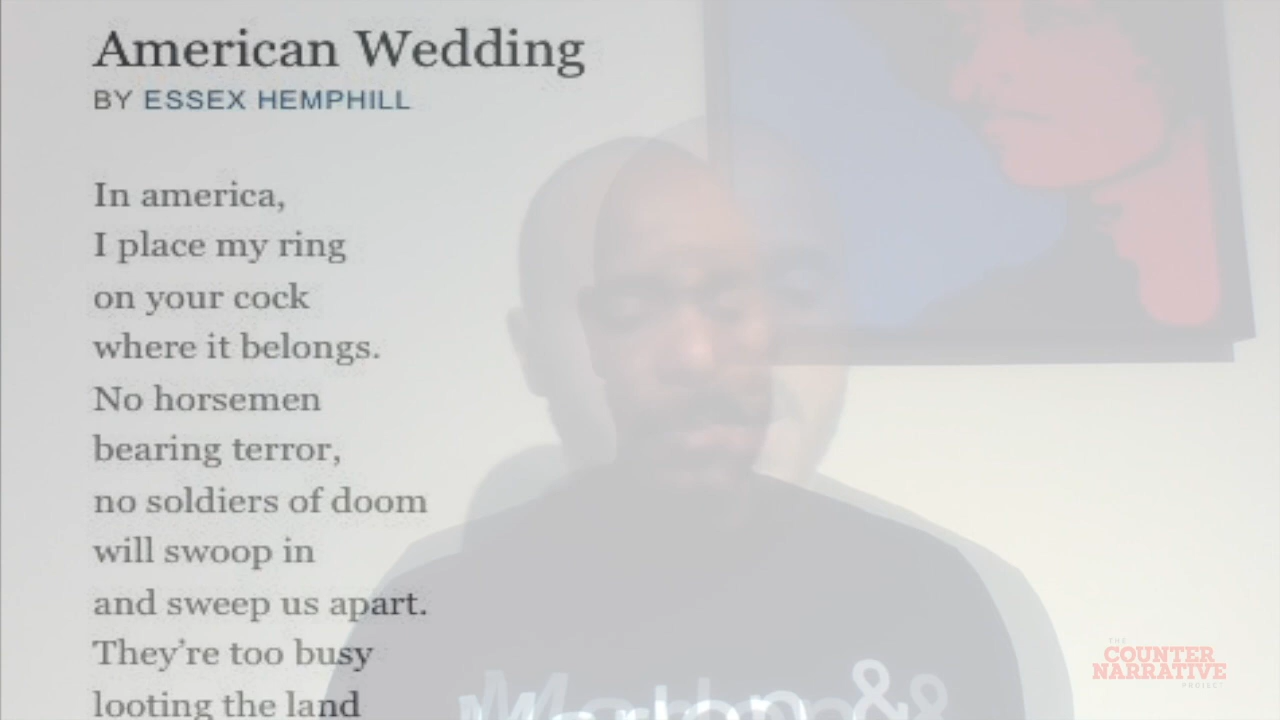 American Wedding
BY ESSEX HEMPHILL
In america,
I place my ring
on your cock
where it belongs.
No horsemen
bearing terror,
no soldiers of doom
will swoop in
and sweep us apart.
They’re too busy
looting the land
&
THE
COUNTER
NARRATIVE
PROJECT